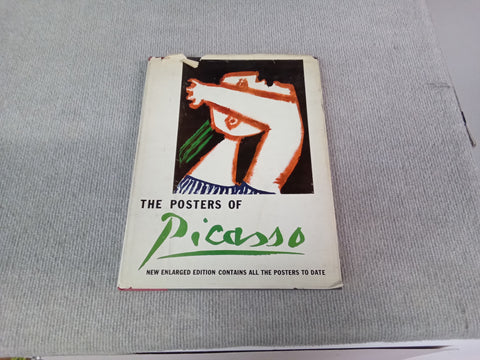 THE POSTERS OF
Picasso
NEW ENLARGED EDITION CONTAINS ALL THE POSTERS TO DATE